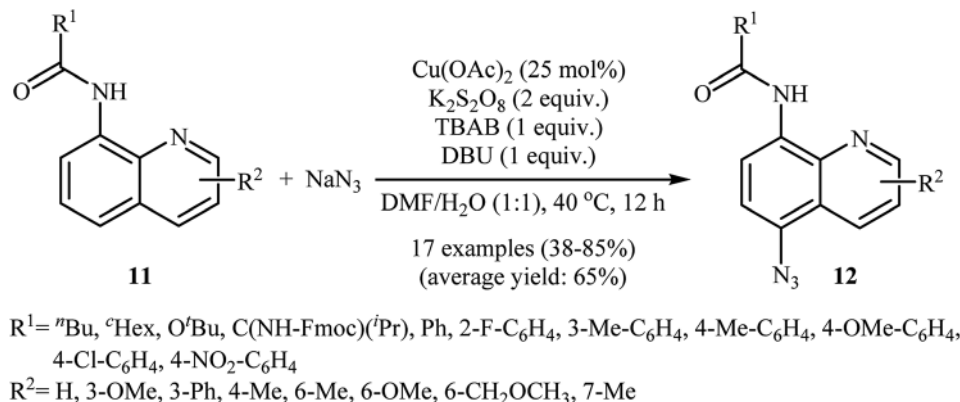 R¹
O
NH
N
R²
11
+ NaN₃
Cu(OAc)₂ (25 mol%)
K₂S₂O₈ (2 equiv.)
TBAB (1 equiv.)
DBU (1 equiv.)
DMF/H₂O (1:1), 40 °C, 12 h
17 examples (38-85%)
(average yield: 65%)
R¹
O
NH
N
R²
N₃
12
R¹= ⁿBu, ᶜHex, OᵗBu, C(NH-Fmoc)(ⁱPr), Ph, 2-F-C₆H₄, 3-Me-C₆H₄, 4-Me-C₆H₄, 4-OMe-C₆H₄,
4-Cl-C₆H₄, 4-NO₂-C₆H₄
R²= H, 3-OMe, 3-Ph, 4-Me, 6-Me, 6-OMe, 6-CH₂OCH₃, 7-Me